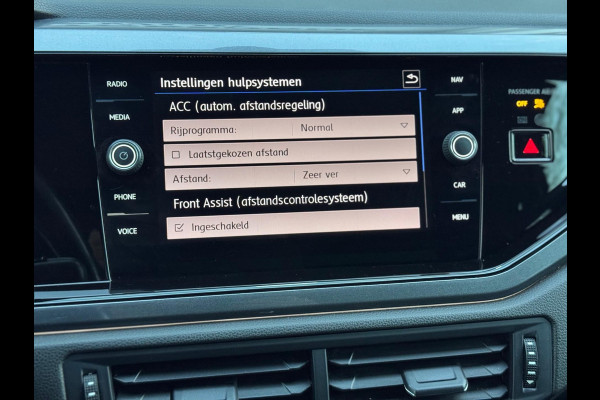 RADIO
MEDIA
PHONE
VOICE
Instellingen hulpsystemen
ACC (autom. afstandsregeling)
Rijprogramma: Normal
Laatstgekozen afstand
Afstand: Zeer ver
Front Assist (afstandscontrolesysteem)
Ingeschakeld
NAV
APP
CAR
MENU
PASSENGER
OFF